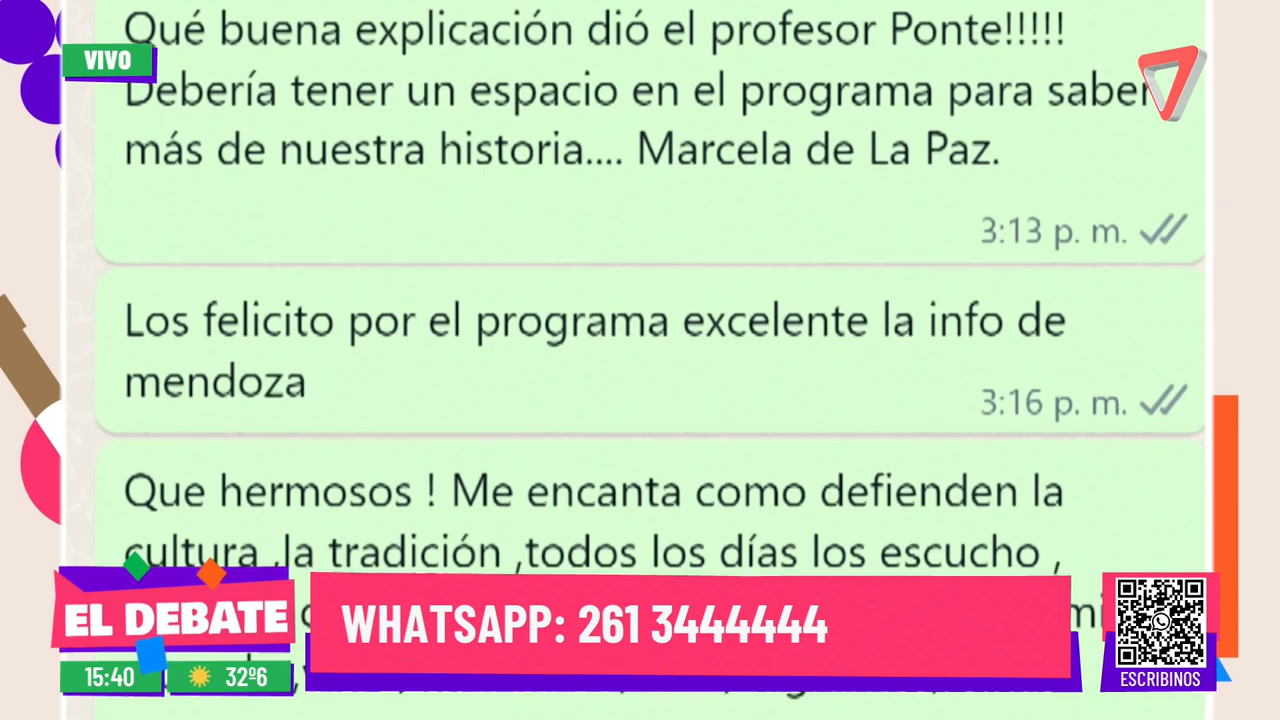 Qué buena explicación dió el profesor Ponte!!!!!
VIVO
Debería tener un espacio en el programa para saber
más de nuestra historia.... Marcela de La Paz.
3:13 p. m.
Los felicito por el programa excelente la info de
mendoza
3:16 p. m.
Que hermosos ! Me encanta como defienden la
cultura ,la tradición ,todos los días los escucho ,
EL DEBATE
WHATSAPP: 261 3444444
15:40
32º6
ESCRIBINOS